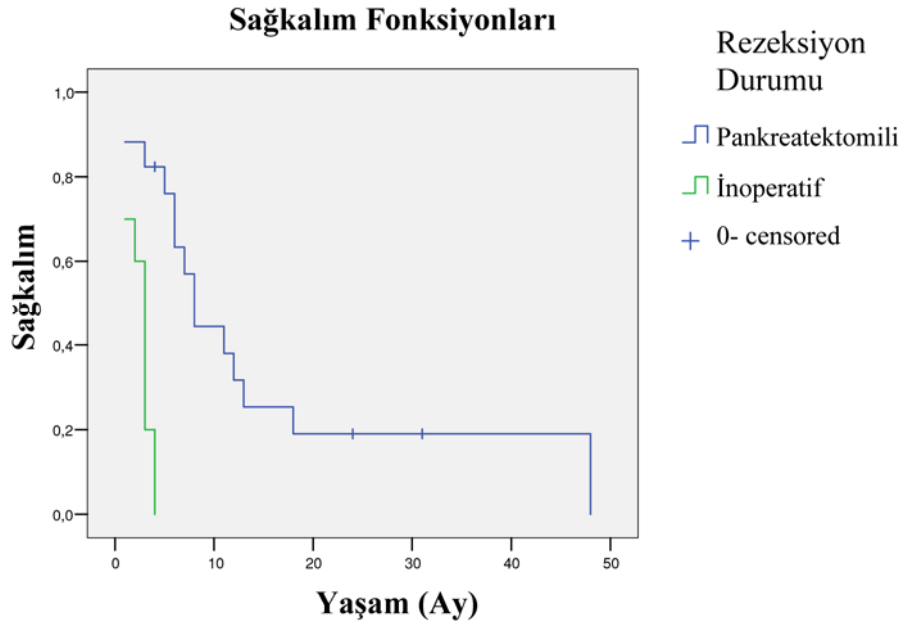 Sağkalım Fonksiyonları
Rezeksiyon
Durumu
Pankreatektomili
İnoperatif
0- censored
Sağkalım
1,0
0,8
0,6
0,4
0,2
0,0
0 10 20 30 40 50
Yaşam (Ay)